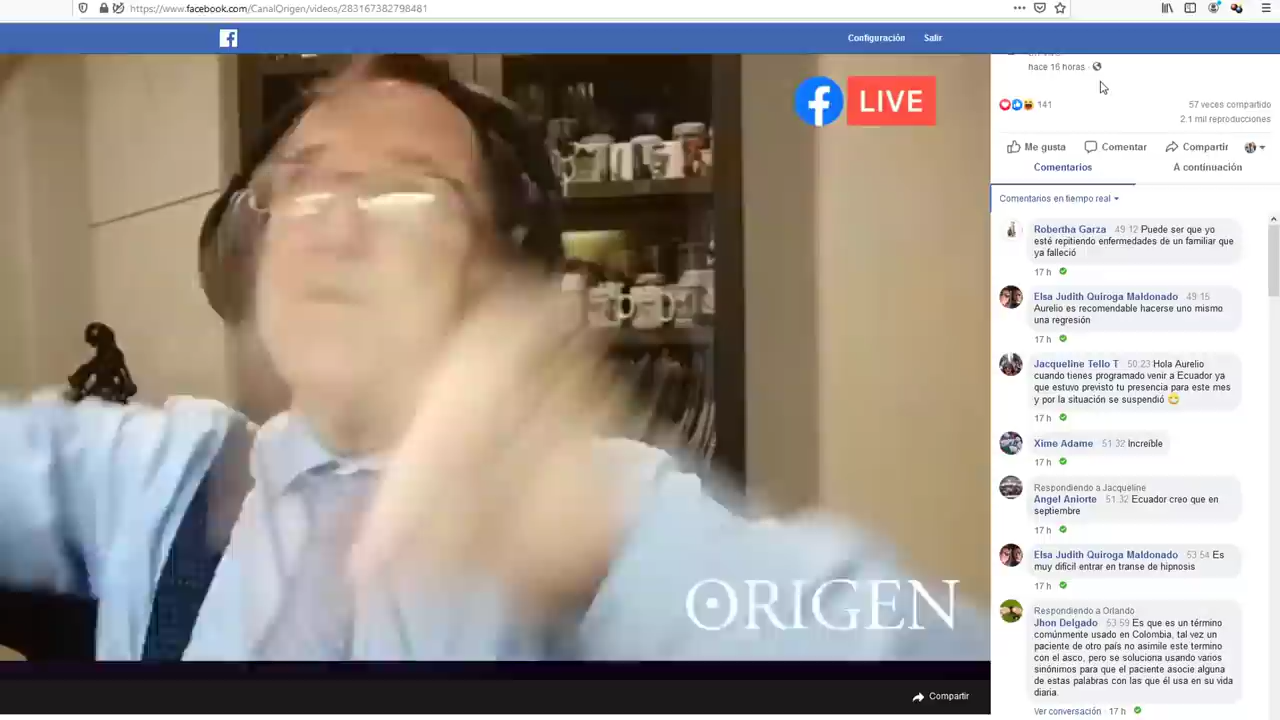 https://www.facebook.com/CanalOrigen/videos/283167382798481
Configuración
Salir
LIVE
ORIGEN
Compartir
hace 16 horas ·
141
57 veces compartido
2.1 mil reproducciones
Me gusta
Comentar
Compartir
Comentarios
A continuación
Comentarios en tiempo real
Robertha Garza 49:12 Puede ser que yo
esté repitiendo enfermedades de un familiar que
ya falleció
17 h
Elsa Judith Quiroga Maldonado 49:15
Aurelio es recomendable hacerse uno mismo
una regresión
17 h
Jacqueline Tello T 50:23 Hola Aurelio
cuando tienes programado venir a Ecuador ya
que estuvo previsto tu presencia para este mes
y por la situación se suspendió
17 h
Xime Adame 51:32 Increíble
17 h
Respondiendo a Jacqueline
Angel Aniorte 51:32 Ecuador creo que en
septiembre
17 h
Elsa Judith Quiroga Maldonado 53:54 Es
muy difícil entrar en transe de hipnosis
17 h
Respondiendo a Orlando
Jhon Delgado 53:59 Es que es un término
comúnmente usado en Colombia, tal vez un
paciente de otro país no asimile este termino
con el asco, pero se soluciona usando varios
sinónimos para que el paciente asocie alguna
de estas palabras con las que él usa en su vida
diaria.
Ver conversación 17 h